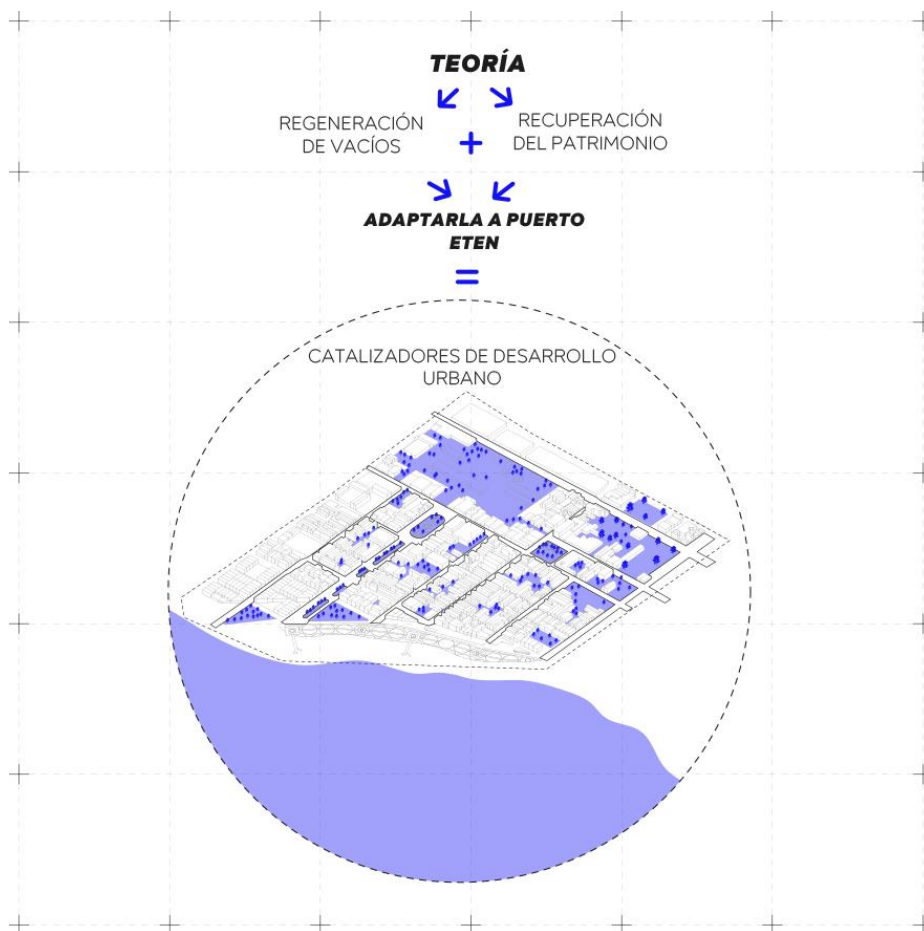 TEORÍA
REGENERACIÓN
DE VACÍOS
+
RECUPERACIÓN
DEL PATRIMONIO
ADAPTARLA A PUERTO
ETEN
=
CATALIZADORES DE DESARROLLO
URBANO